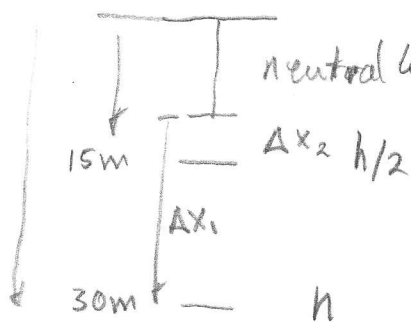 neutral
15m Δx₂ h/2
Δx₁
30m h